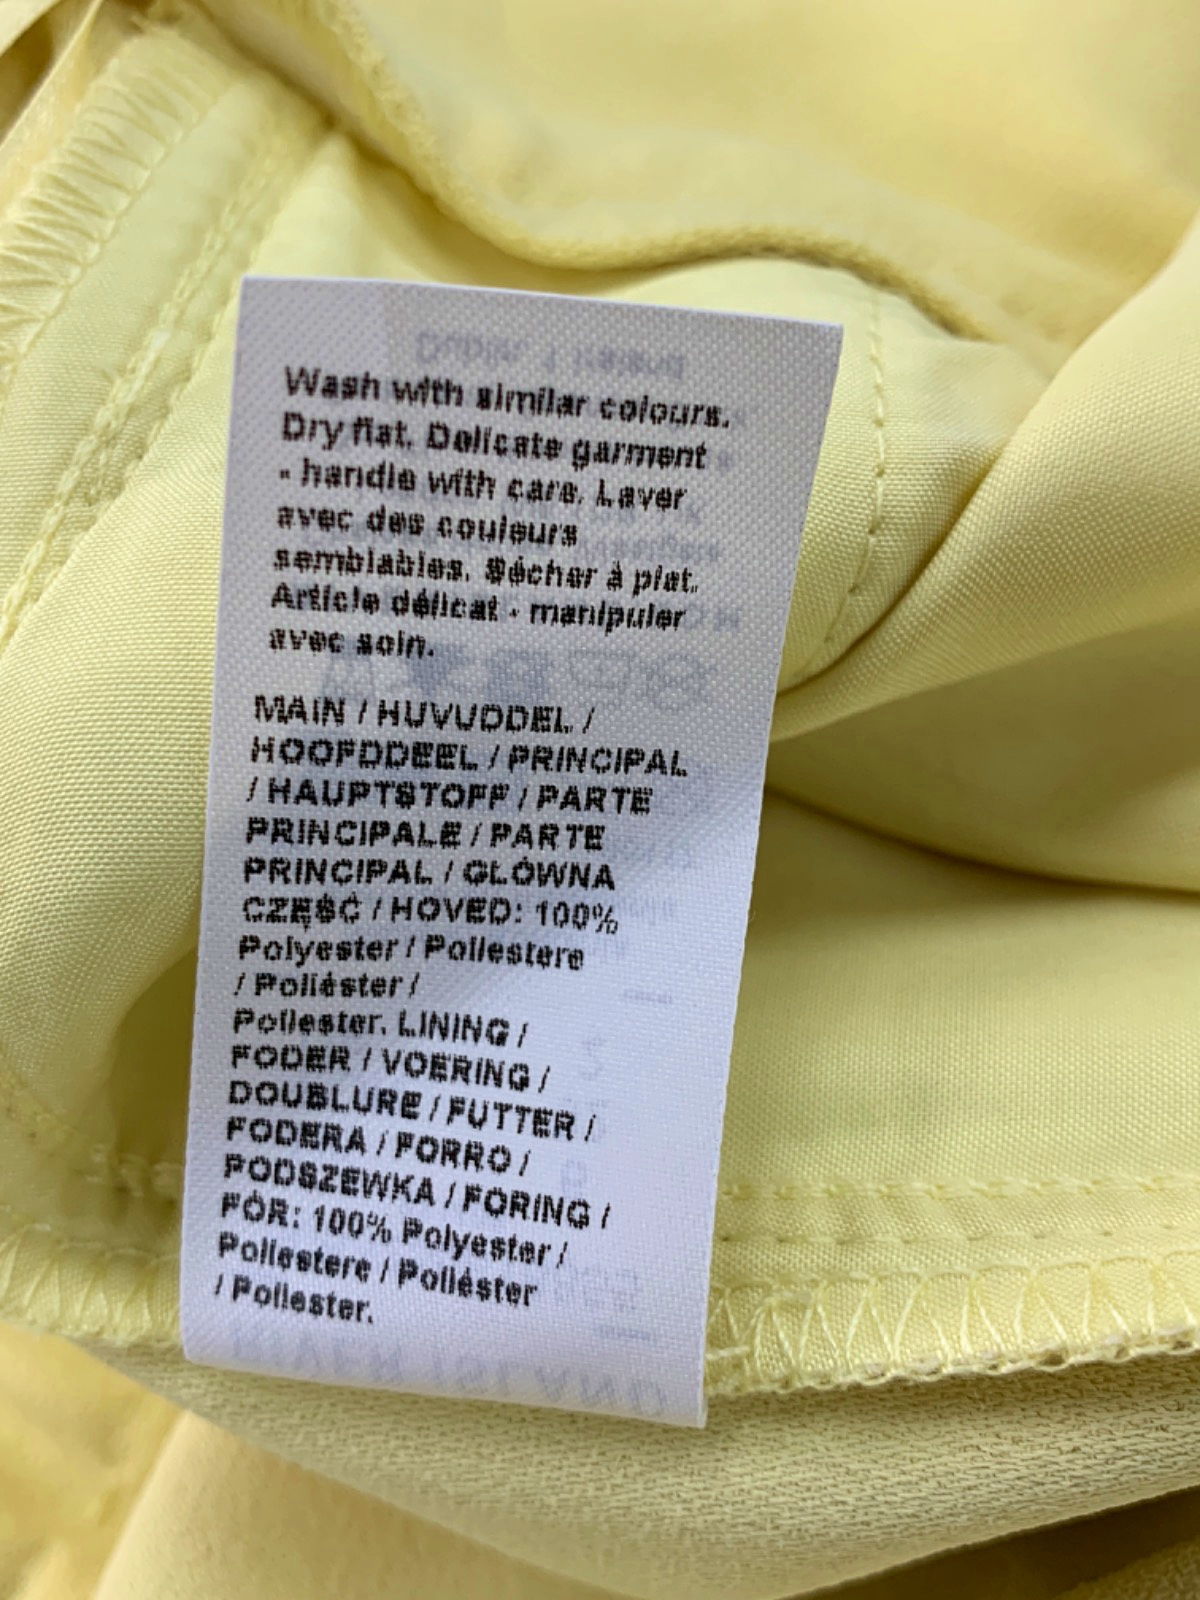 Wash with similar colours.
Dry flat. Delicate garment
- handle with care. Laver
avec des couleurs
semblables. Sécher à plat.
Article délicat - manipuler
avec soin.
MAIN / HUVUDDEL /
HOOFDDEEL / PRINCIPAL
/ HAUPTSTOFF / PARTE
PRINCIPALE / PARTE
PRINCIPAL / GŁÓWNA
CZĘŚĆ / HOVED: 100%
Polyester / Poliestere
/ Poliéster /
Poliester. LINING /
FODER / VOERING /
DOUBLURE / FUTTER /
FODERA / FORRO /
PODSZEWKA / FORING /
FÓR: 100% Polyester /
Poliestere / Poliéster
/ Poliester.
RIVER ISLAND